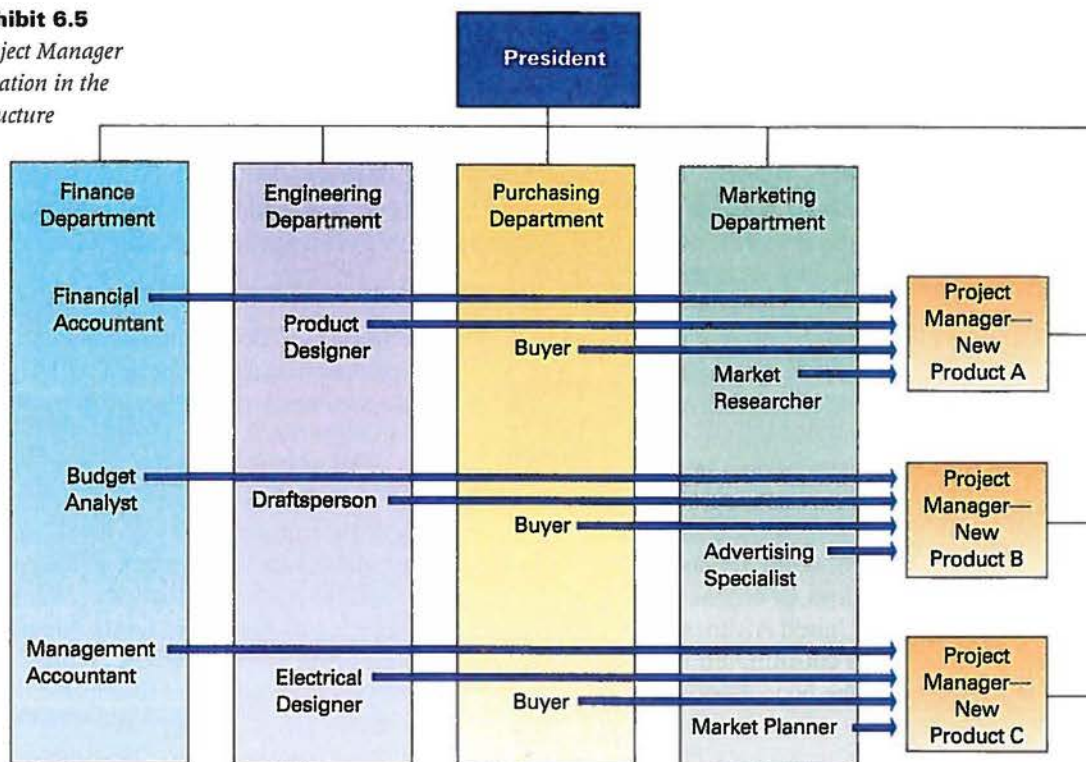 hibit 6.5
ject Manager
ation in the
ucture
President
Finance
Department
Engineering
Department
Purchasing
Department
Marketing
Department
Financial
Accountant
Product
Designer
Buyer
Market
Researcher
Project
Manager—
New
Product A
Budget
Analyst
Draftsperson
Buyer
Advertising
Specialist
Project
Manager—
New
Product B
Management
Accountant
Electrical
Designer
Buyer
Market Planner
Project
Manager—
New
Product C